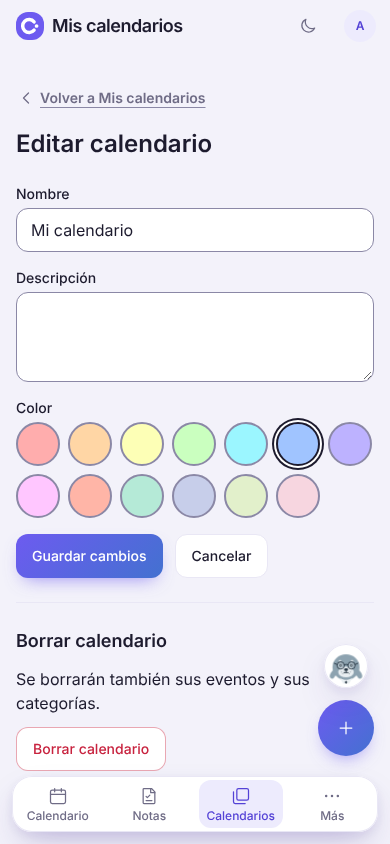 Mis calendarios
A
Volver a Mis calendarios
Editar calendario
Nombre
Mi calendario
Descripción
Color
Guardar cambios
Cancelar
Borrar calendario
Se borrarán también sus eventos y sus
categorías.
Borrar calendario
Calendario
Notas
Calendarios
Más